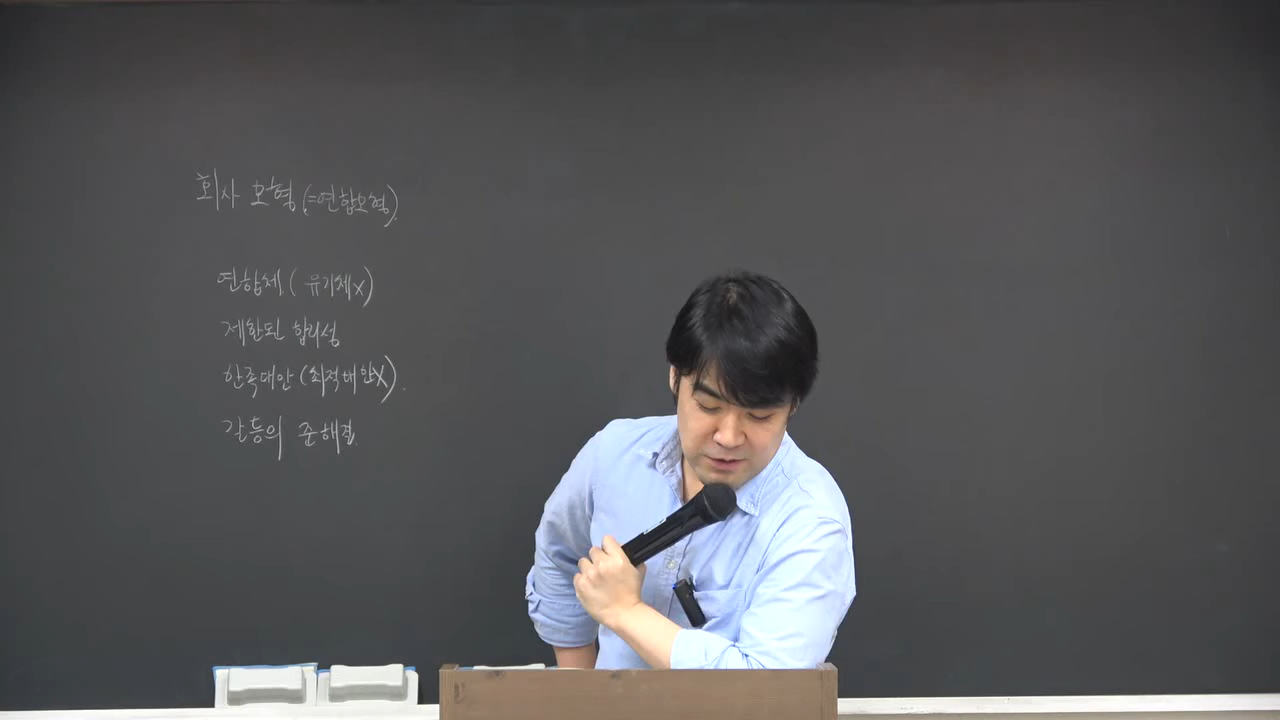 회사 모형 (=연합모형).
연합체 (유기체X)
제한된 합리성
만족대안 (최적대안X).
갈등의 준해결